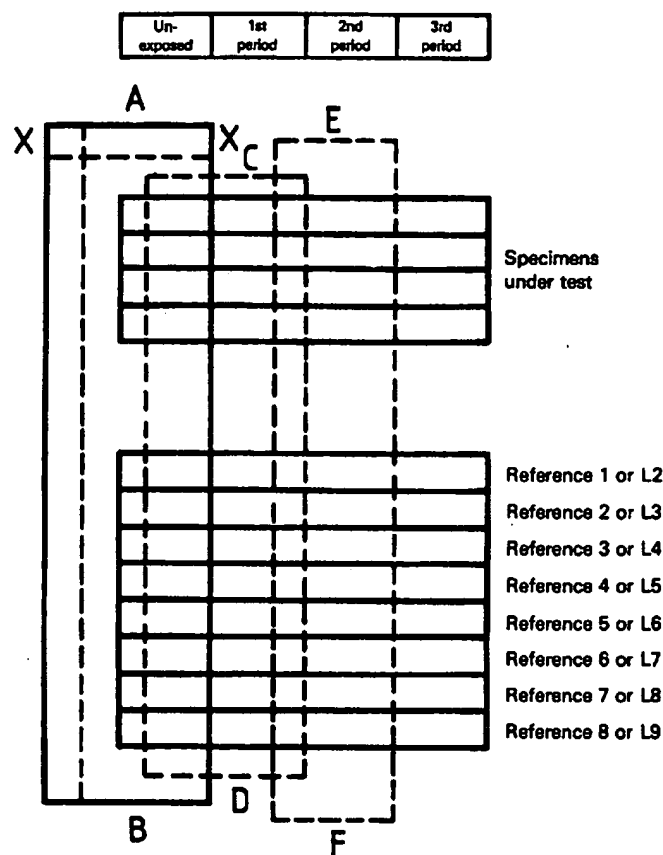 Un-
exposed
1st
period
2nd
period
3rd
period
A
E
X
X
C
Specimens
under test
Reference 1 or L2
Reference 2 or L3
Reference 3 or L4
Reference 4 or L5
Reference 5 or L6
Reference 6 or L7
Reference 7 or L8
Reference 8 or L9
D
B
F